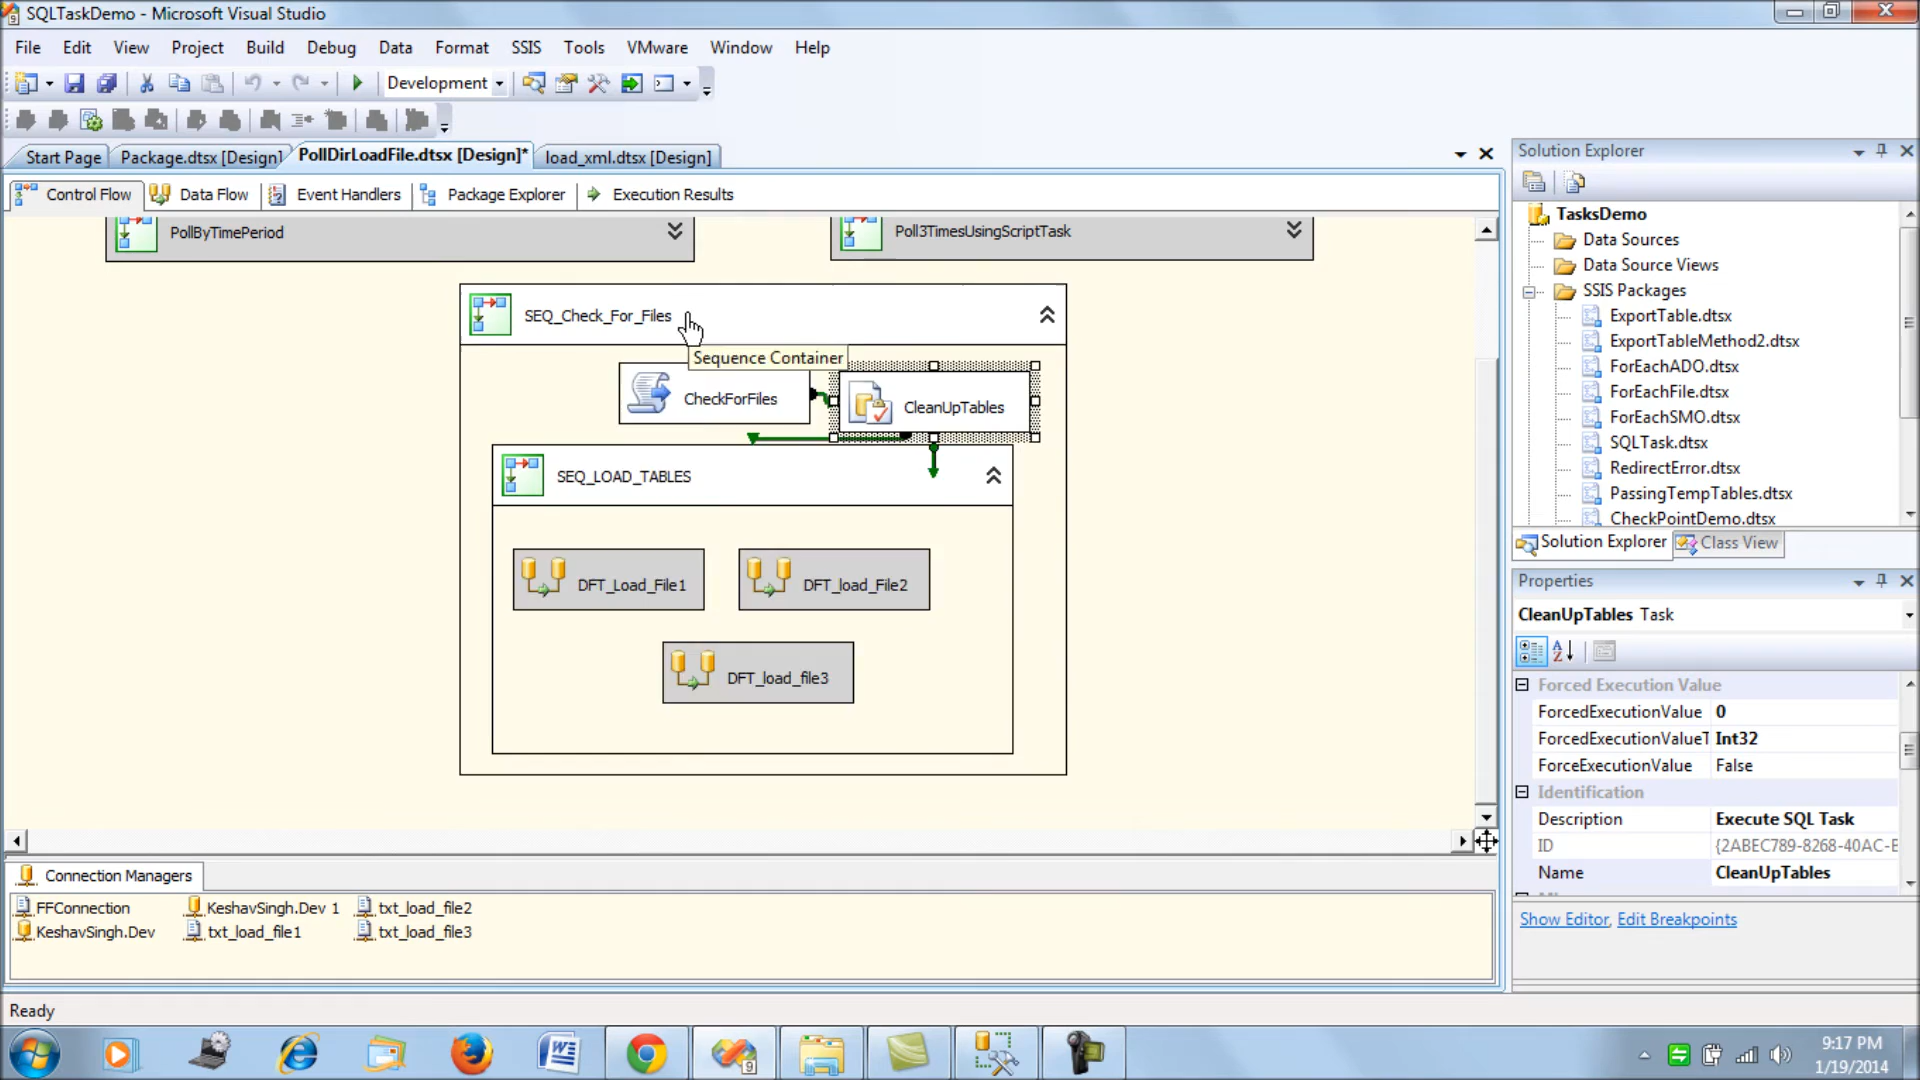 SQLTaskDemo - Microsoft Visual Studio
File Edit View Project Build Debug Data Format SSIS Tools VMware Window Help
Development
Start Page Package.dtsx [Design] PollDirLoadFile.dtsx [Design]* load_xml.dtsx [Design]
Control Flow Data Flow Event Handlers Package Explorer Execution Results
PollByTimePeriod
Poll3TimesUsingScriptTask
SEQ_Check_For_Files
Sequence Container
CheckForFiles
CleanUpTables
SEQ_LOAD_TABLES
DFT_Load_File1
DFT_load_File2
DFT_load_file3
Connection Managers
FFConnection KeshavSingh.Dev 1 txt_load_file2
KeshavSingh.Dev txt_load_file1 txt_load_file3
Solution Explorer
TasksDemo
Data Sources
Data Source Views
SSIS Packages
ExportTable.dtsx
ExportTableMethod2.dtsx
ForEachADO.dtsx
ForEachFile.dtsx
ForEachSMO.dtsx
SQLTask.dtsx
RedirectError.dtsx
PassingTempTables.dtsx
CheckPointDemo.dtsx
Solution Explorer Class View
Properties
CleanUpTables Task
Forced Execution Value
ForcedExecutionValue 0
ForcedExecutionValueT Int32
ForceExecutionValue False
Identification
Description Execute SQL Task
ID {2ABEC789-8268-40AC-E
Name CleanUpTables
Show Editor, Edit Breakpoints
Ready
9:17 PM
1/19/2014